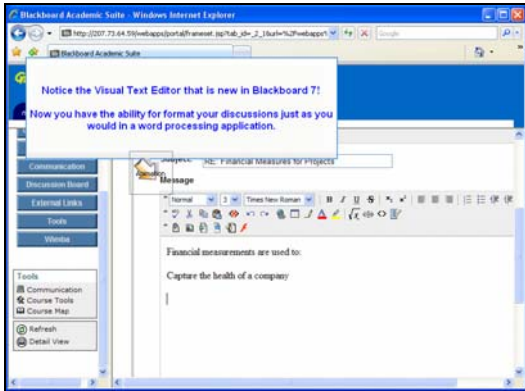 Blackboard Academic Suite - Windows Internet Explorer
Google
Blackboard Academic Suite
Notice the Visual Text Editor that is new in Blackboard 7!
Now you have the ability for format your discussions just as you
would in a word processing application.
Subject RE: Financial Measures for Projects
Message
Communication
Discussion Board
External Links
Tools
Wimba
Normal 3 Times New Roman B I U S
Financial measurements are used to:
Capture the health of a company
Tools
Communication
Course Tools
Course Map
Refresh
Detail View